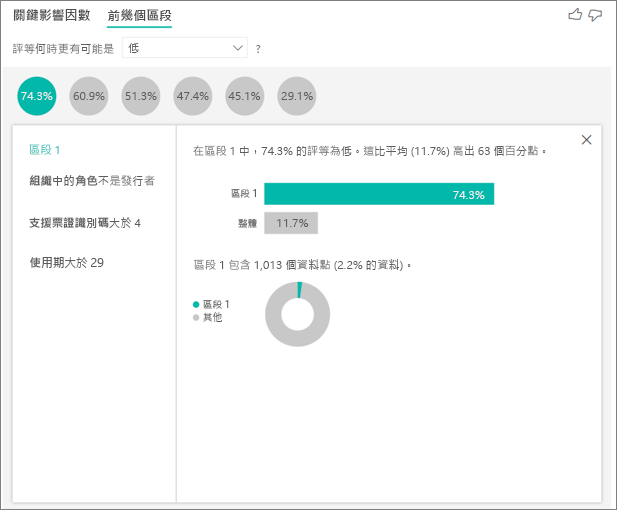 關鍵影響因數 前幾個區段
評等何時更有可能是 低 ?
74.3% 60.9% 51.3% 47.4% 45.1% 29.1%
區段 1
組織中的角色不是發行者
支援票證識別碼大於 4
使用期大於 29
在區段 1 中，74.3% 的評等為低。這比平均 (11.7%) 高出 63 個百分點。
區段 1 74.3%
整體 11.7%
區段 1 包含 1,013 個資料點 (2.2% 的資料)。
區段 1
其他